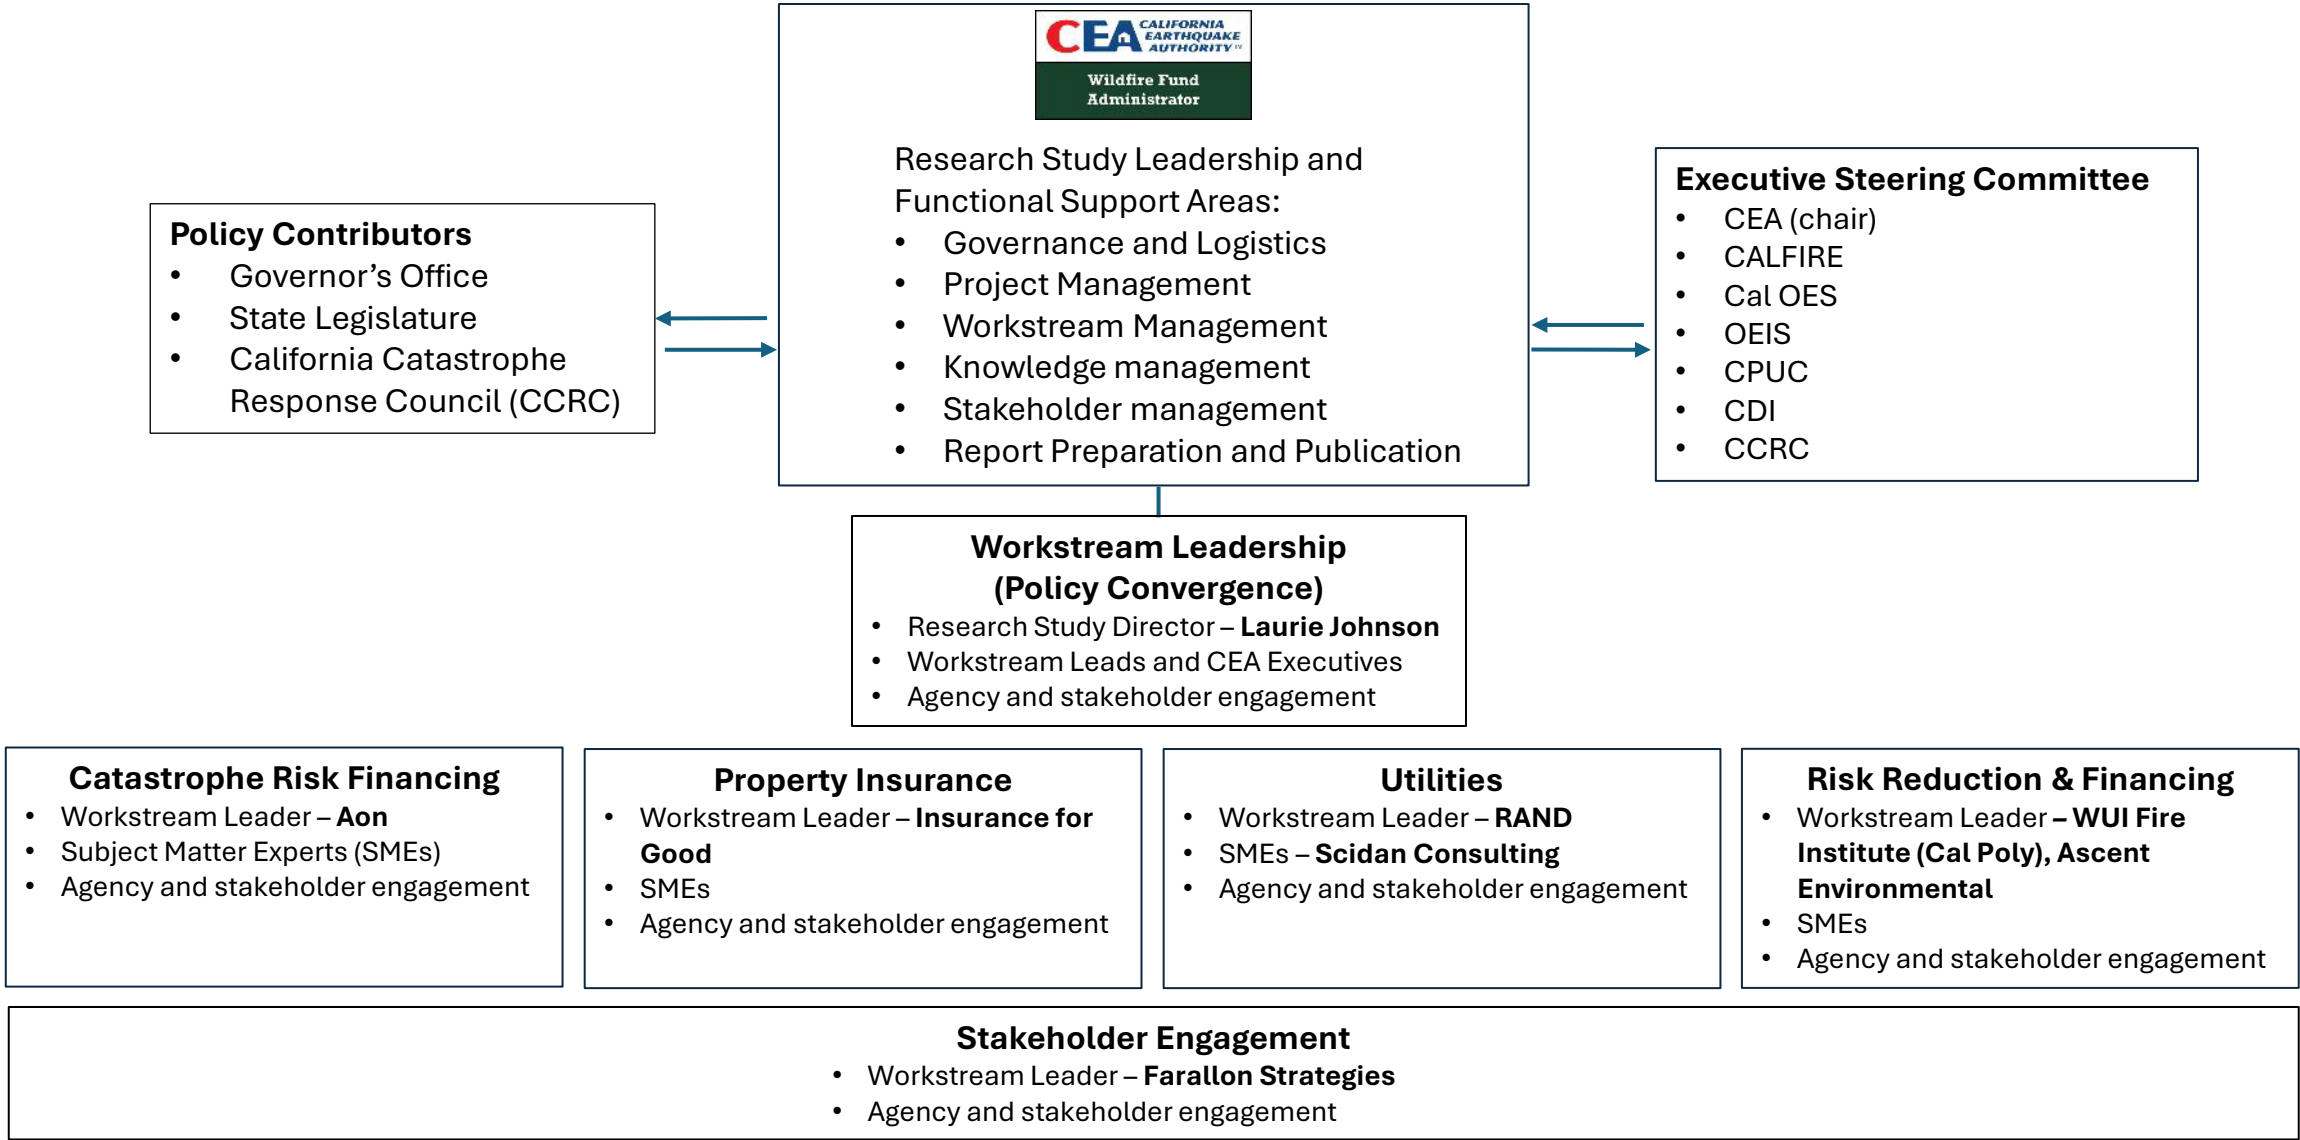 CEA CALIFORNIA
EARTHQUAKE
AUTHORITY
Wildfire Fund
Administrator
Research Study Leadership and
Functional Support Areas:
• Governance and Logistics
• Project Management
• Workstream Management
• Knowledge management
• Stakeholder management
• Report Preparation and Publication
Policy Contributors
• Governor’s Office
• State Legislature
• California Catastrophe
Response Council (CCRC)
Executive Steering Committee
• CEA (chair)
• CALFIRE
• Cal OES
• OEIS
• CPUC
• CDI
• CCRC
Workstream Leadership
(Policy Convergence)
• Research Study Director – Laurie Johnson
• Workstream Leads and CEA Executives
• Agency and stakeholder engagement
Catastrophe Risk Financing
• Workstream Leader – Aon
• Subject Matter Experts (SMEs)
• Agency and stakeholder engagement
Property Insurance
• Workstream Leader – Insurance for
Good
• SMEs
• Agency and stakeholder engagement
Utilities
• Workstream Leader – RAND
• SMEs – Scidan Consulting
• Agency and stakeholder engagement
Risk Reduction & Financing
• Workstream Leader – WUI Fire
Institute (Cal Poly), Ascent
Environmental
• SMEs
• Agency and stakeholder engagement
Stakeholder Engagement
• Workstream Leader – Farallon Strategies
• Agency and stakeholder engagement